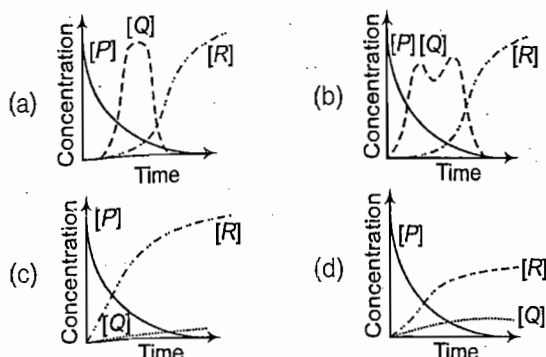 (a)
Concentration
[P]
[Q]
[R]
Time
(b)
Concentration
[P] [Q]
[R]
Time
(c)
Concentration
[P]
[Q]
[R]
Time
(d)
Concentration
[P]
[R]
[Q]
Time